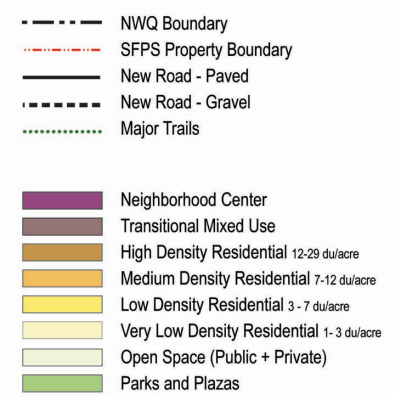 NWQ Boundary
SFPS Property Boundary
New Road - Paved
New Road - Gravel
Major Trails
Neighborhood Center
Transitional Mixed Use
High Density Residential 12-29 du/acre
Medium Density Residential 7-12 du/acre
Low Density Residential 3 - 7 du/acre
Very Low Density Residential 1- 3 du/acre
Open Space (Public + Private)
Parks and Plazas